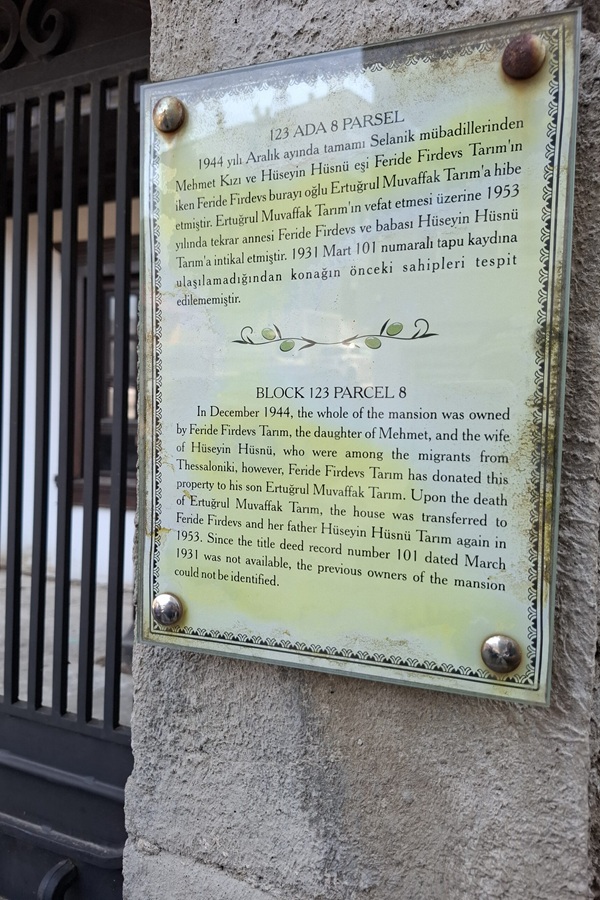 123 ADA 8 PARSEL
1944 yılı Aralık ayında tamamı Selanik mübadillerinden
Mehmet Kızı ve Hüseyin Hüsnü eşi Feride Firdevs Tarım'ın
iken Feride Firdevs burayı oğlu Ertuğrul Muvaffak Tarım'a hibe
etmiştir. Ertuğrul Muvaffak Tarım'ın vefat etmesi üzerine 1953
yılında tekrar annesi Feride Firdevs ve babası Hüseyin Hüsnü
Tarım'a intikal etmiştir. 1931 Mart 101 numaralı tapu kaydına
ulaşılamadığından konağın önceki sahipleri tespit
edilememiştir.
BLOCK 123 PARCEL 8
In December 1944, the whole of the mansion was owned
by Feride Firdevs Tarım, the daughter of Mehmet, and the wife
of Hüseyin Hüsnü, who were among the migrants from
Thessaloniki, however, Feride Firdevs Tarım has donated this
property to his son Ertuğrul Muvaffak Tarım. Upon the death
of Ertuğrul Muvaffak Tarım, the house was transferred to
Feride Firdevs and her father Hüseyin Hüsnü Tarım again in
1953. Since the title deed record number 101 dated March
1931 was not available, the previous owners of the mansion
could not be identified.